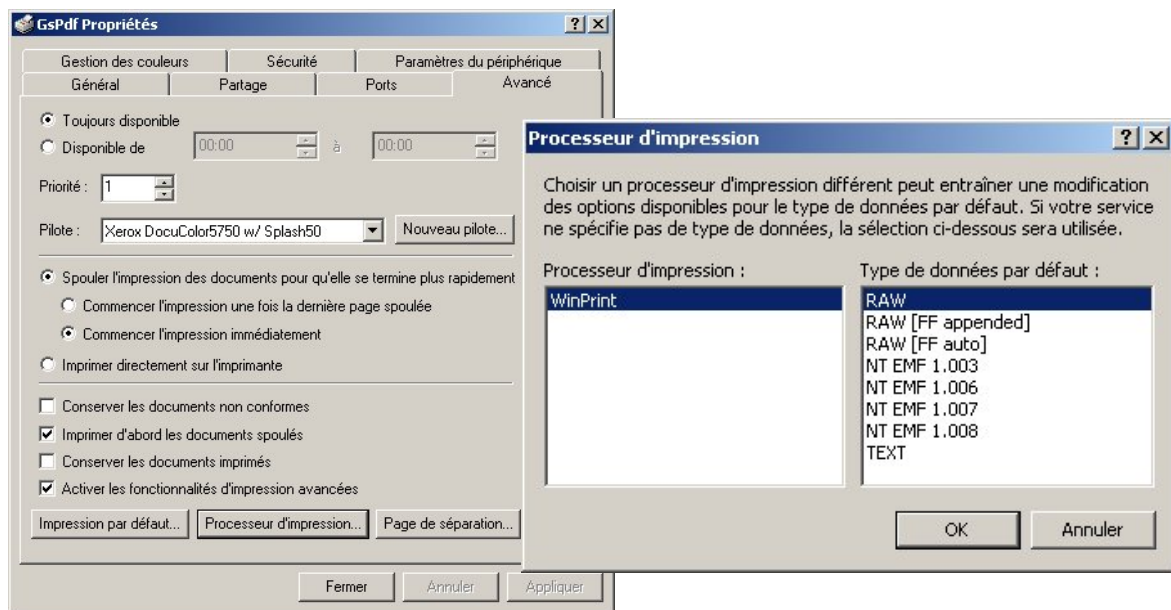 GsPdf Propriétés
Gestion des couleurs Sécurité Paramètres du périphérique
Général Partage Ports Avancé
Toujours disponible
Disponible de 00:00 à 00:00
Priorité : 1
Pilote : Xerox DocuColor5750 w/ Splash50 Nouveau pilote...
Spouler l'impression des documents pour qu'elle se termine plus rapidement
Commencer l'impression une fois la dernière page spoulée
Commencer l'impression immédiatement
Imprimer directement sur l'imprimante
Conserver les documents non conformes
Imprimer d'abord les documents spoulés
Conserver les documents imprimés
Activer les fonctionnalités d'impression avancées
Impression par défaut... Processeur d'impression... Page de séparation...
Fermer Annuler Appliquer
Processeur d'impression
Choisir un processeur d'impression différent peut entraîner une modification
des options disponibles pour le type de données par défaut. Si votre service
ne spécifie pas de type de données, la sélection ci-dessous sera utilisée.
Processeur d'impression : Type de données par défaut :
WinPrint RAW
RAW [FF appended]
RAW [FF auto]
NT EMF 1.003
NT EMF 1.006
NT EMF 1.007
NT EMF 1.008
TEXT
OK Annuler